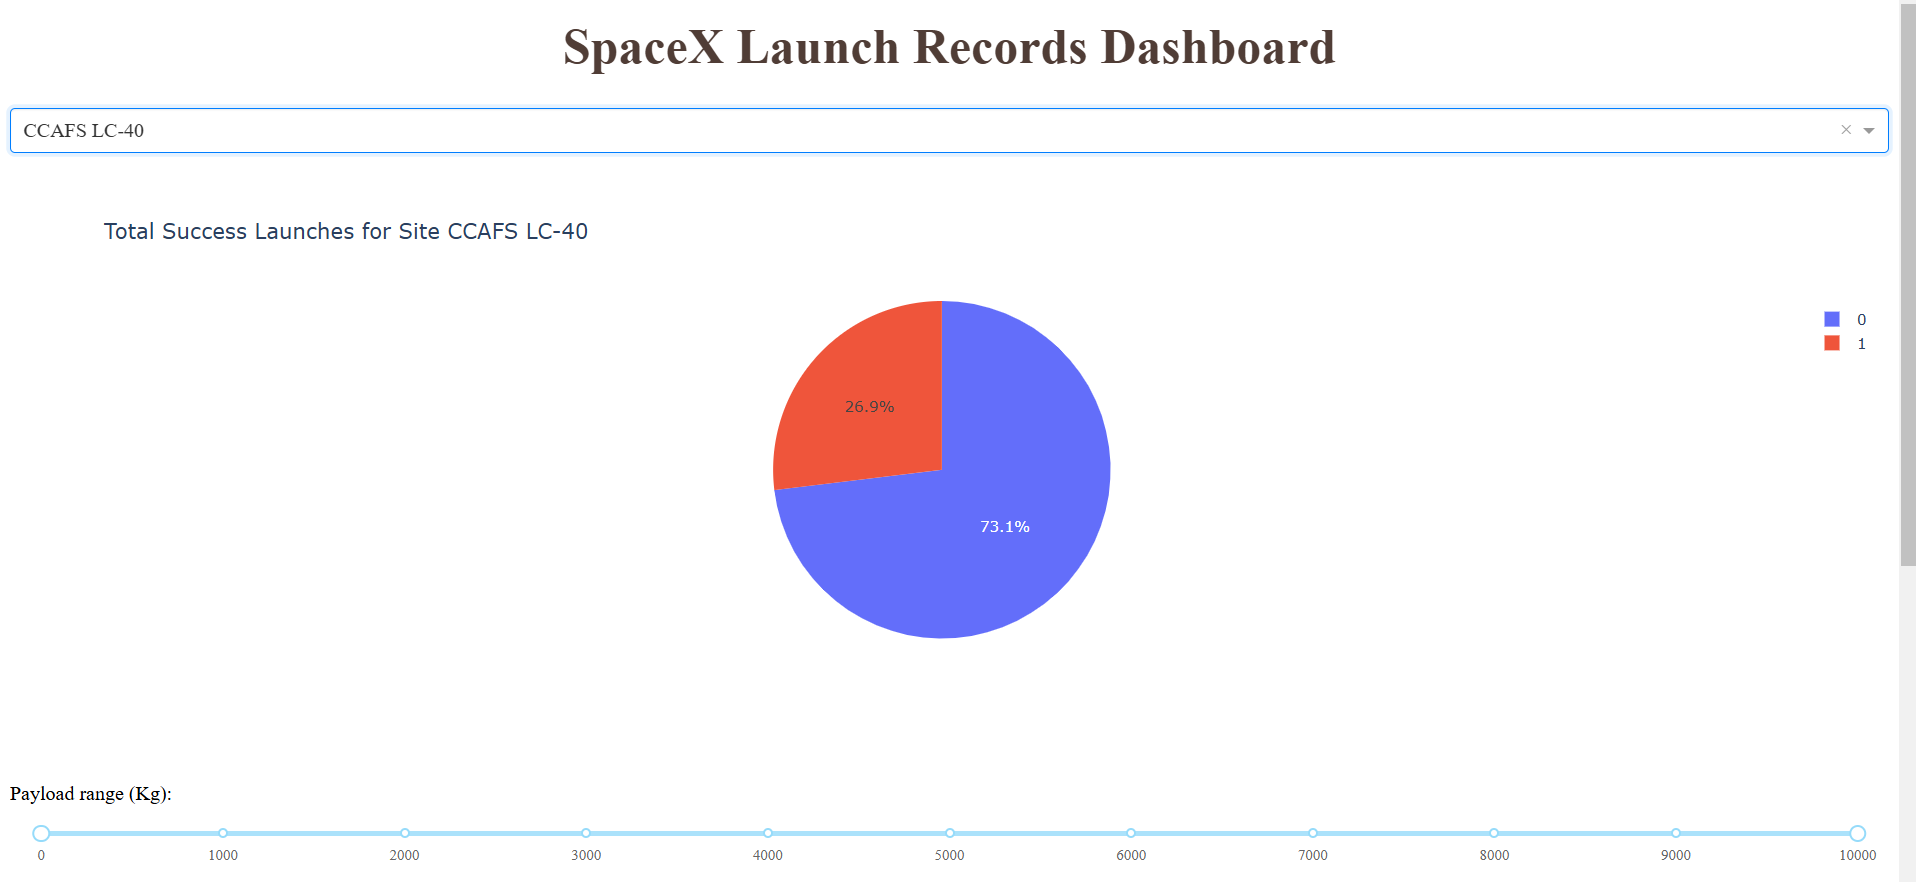 SpaceX Launch Records Dashboard
CCAFS LC-40
Total Success Launches for Site CCAFS LC-40
0
1
26.9%
73.1%
Payload range (Kg):
0 1000 2000 3000 4000 5000 6000 7000 8000 9000 10000